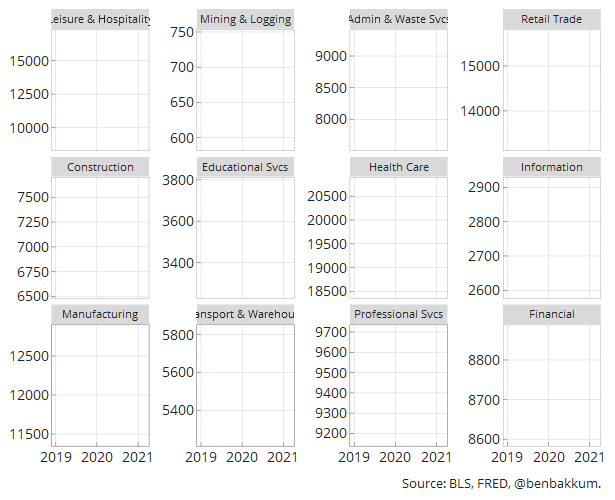 Leisure & Hospitality Mining & Logging Admin & Waste Svcs Retail Trade
15000 12500 10000
750 700 650 600
9000 8500 8000
15000 14000
Construction Educational Svcs Health Care Information
7500 7250 7000 6750 6500
3800 3600 3400
20500 20000 19500 19000 18500
2900 2800 2700 2600
Manufacturing nsport & Warehou Professional Svcs Financial
12500 12000 11500
5800 5600 5400
9700 9600 9500 9400 9300 9200
8800 8700 8600
2019 2020 2021 2019 2020 2021 2019 2020 2021 2019 2020 2021
Source: BLS, FRED, @benbakkum.